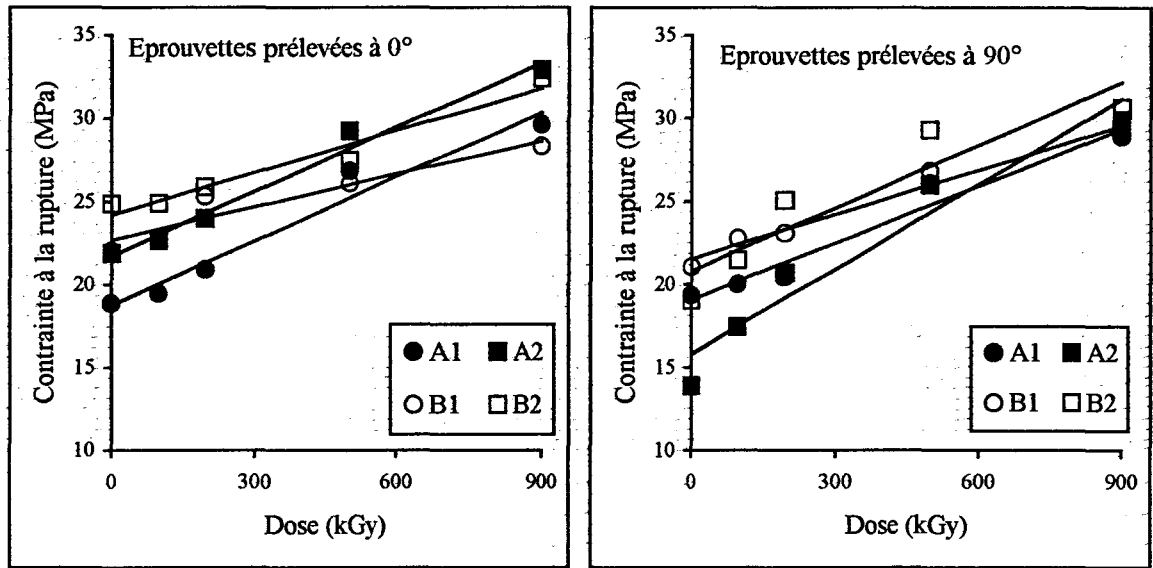 Eprouvettes prélevées à 0°
Contrainte à la rupture (MPa)
35
30
25
20
15
10
0
300
600
900
Dose (kGy)
A1
A2
B1
B2
Eprouvettes prélevées à 90°
Contrainte à la rupture (MPa)
35
30
25
20
15
10
0
300
600
900
Dose (kGy)
A1
A2
B1
B2